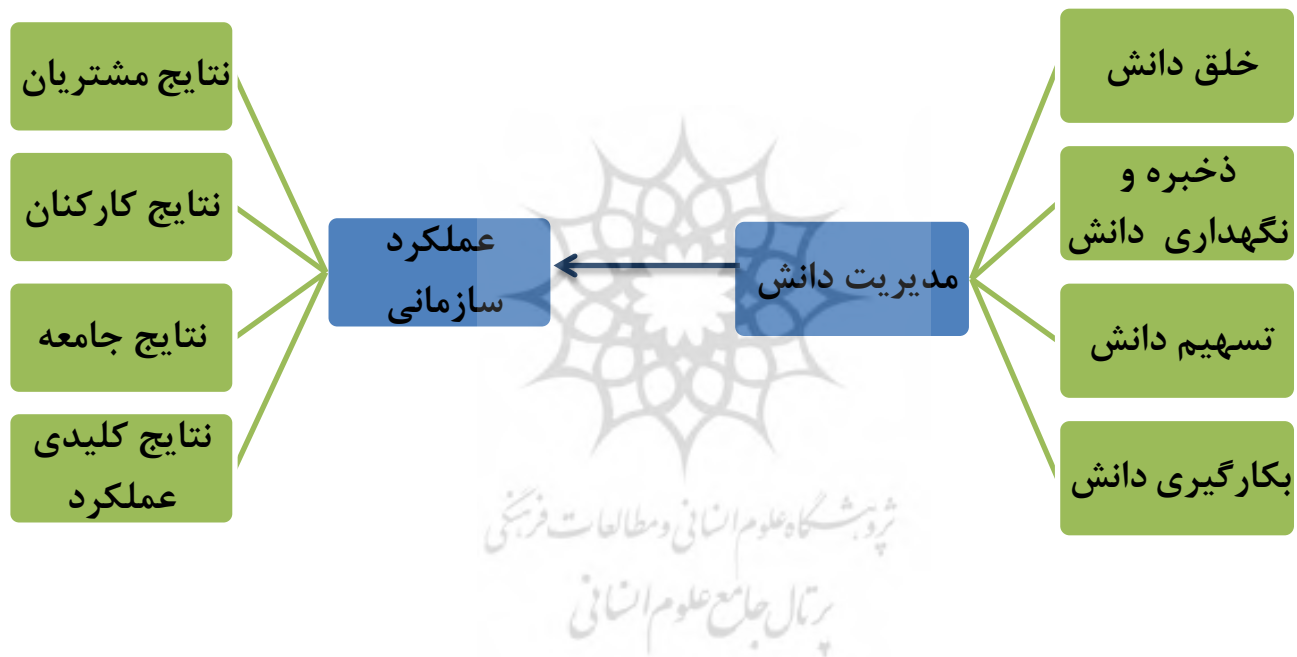 خلق دانش
ذخبره و
نگهداری دانش
تسهیم دانش
بکارگیری دانش
مدیریت دانش
عملکرد
سازمانی
نتایج مشتریان
نتایج کارکنان
نتایج جامعه
نتایج کلیدی
عملکرد
پژوهشگاه علوم انسانی و مطالعات فرهنگی
پرتال جامع علوم انسانی